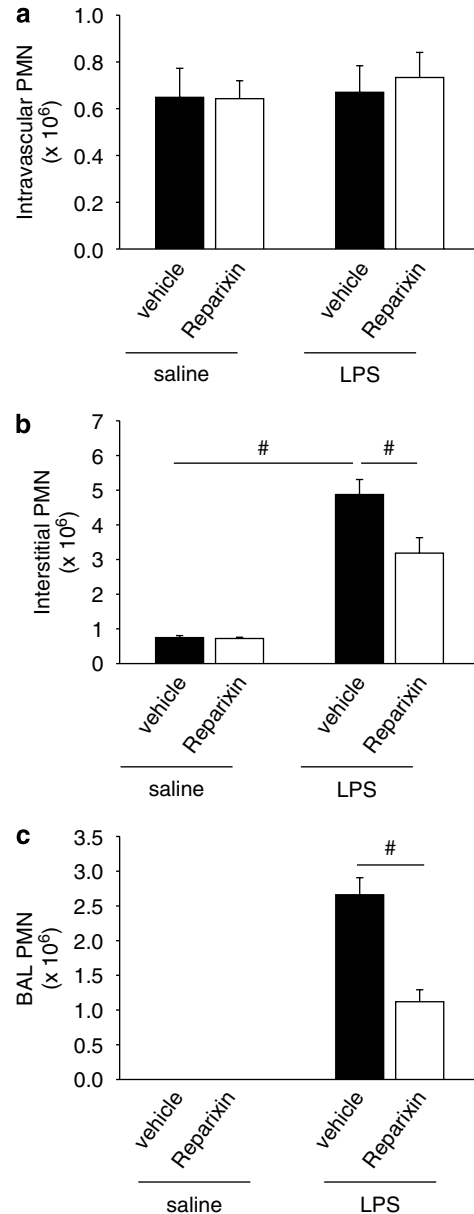 a
Intravascular PMN
(x 10⁶)
1.0
0.8
0.6
0.4
0.2
0.0
vehicle
Reparixin
vehicle
Reparixin
saline
LPS
b
Interstitial PMN
(x 10⁶)
7
6
5
4
3
2
1
0
#
#
vehicle
Reparixin
vehicle
Reparixin
saline
LPS
c
BAL PMN
(x 10⁶)
3.5
3.0
2.5
2.0
1.5
1.0
0.5
0.0
#
vehicle
Reparixin
vehicle
Reparixin
saline
LPS